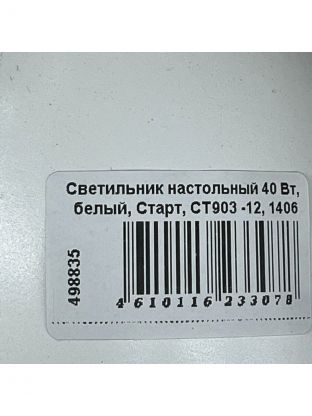 Светильник настольный 40 Вт,
белый, Старт, СТ903 -12, 1406
498835
4 610116 233078